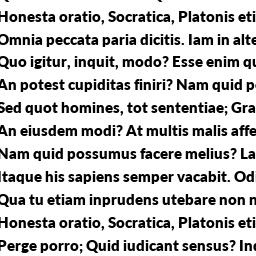 Honesta oratio, Socratica, Platonis eti
Omnia peccata paria dicitis. Iam in alte
Quo igitur, inquit, modo? Esse enim qu
An potest cupiditas finiri? Nam quid p
Sed quot homines, tot sententiae; Gra
An eiusdem modi? At multis malis affe
Nam quid possumus facere melius? La
Itaque his sapiens semper vacabit. Od
Qua tu etiam inprudens utebare non n
Honesta oratio, Socratica, Platonis eti
Perge porro; Quid iudicant sensus? In